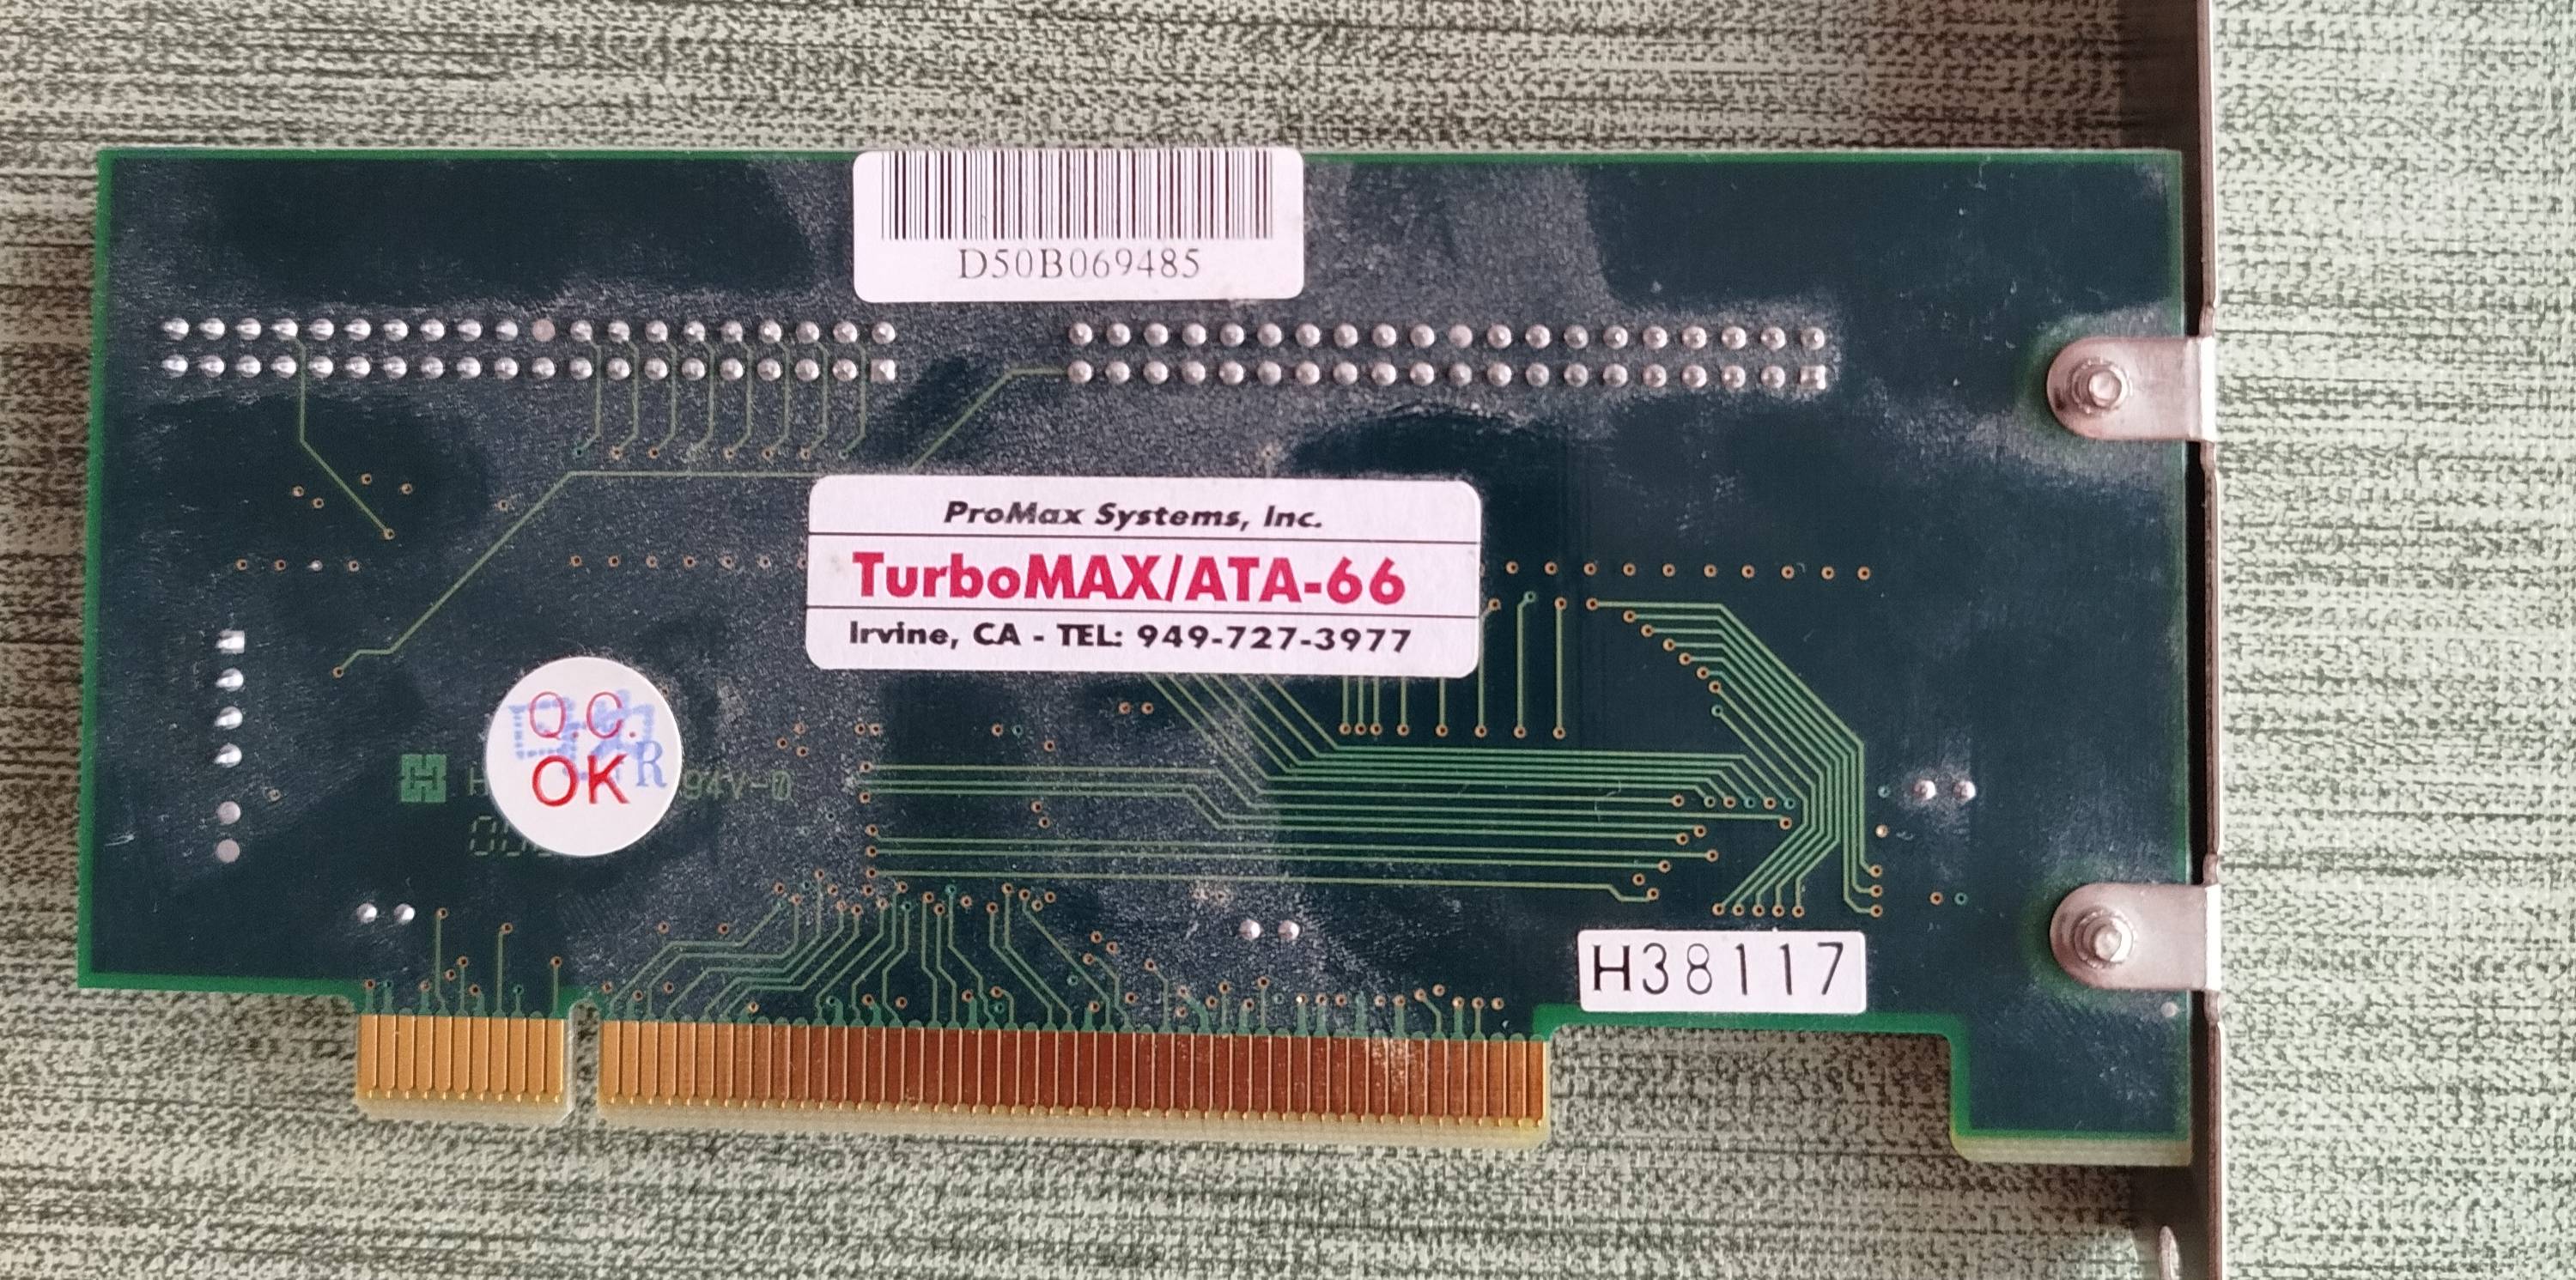 D50B069485
ProMax Systems, Inc.
TurboMAX/ATA-66
Irvine, CA - TEL: 949-727-3977
Q.C.
OK
R
94V-0
H38117